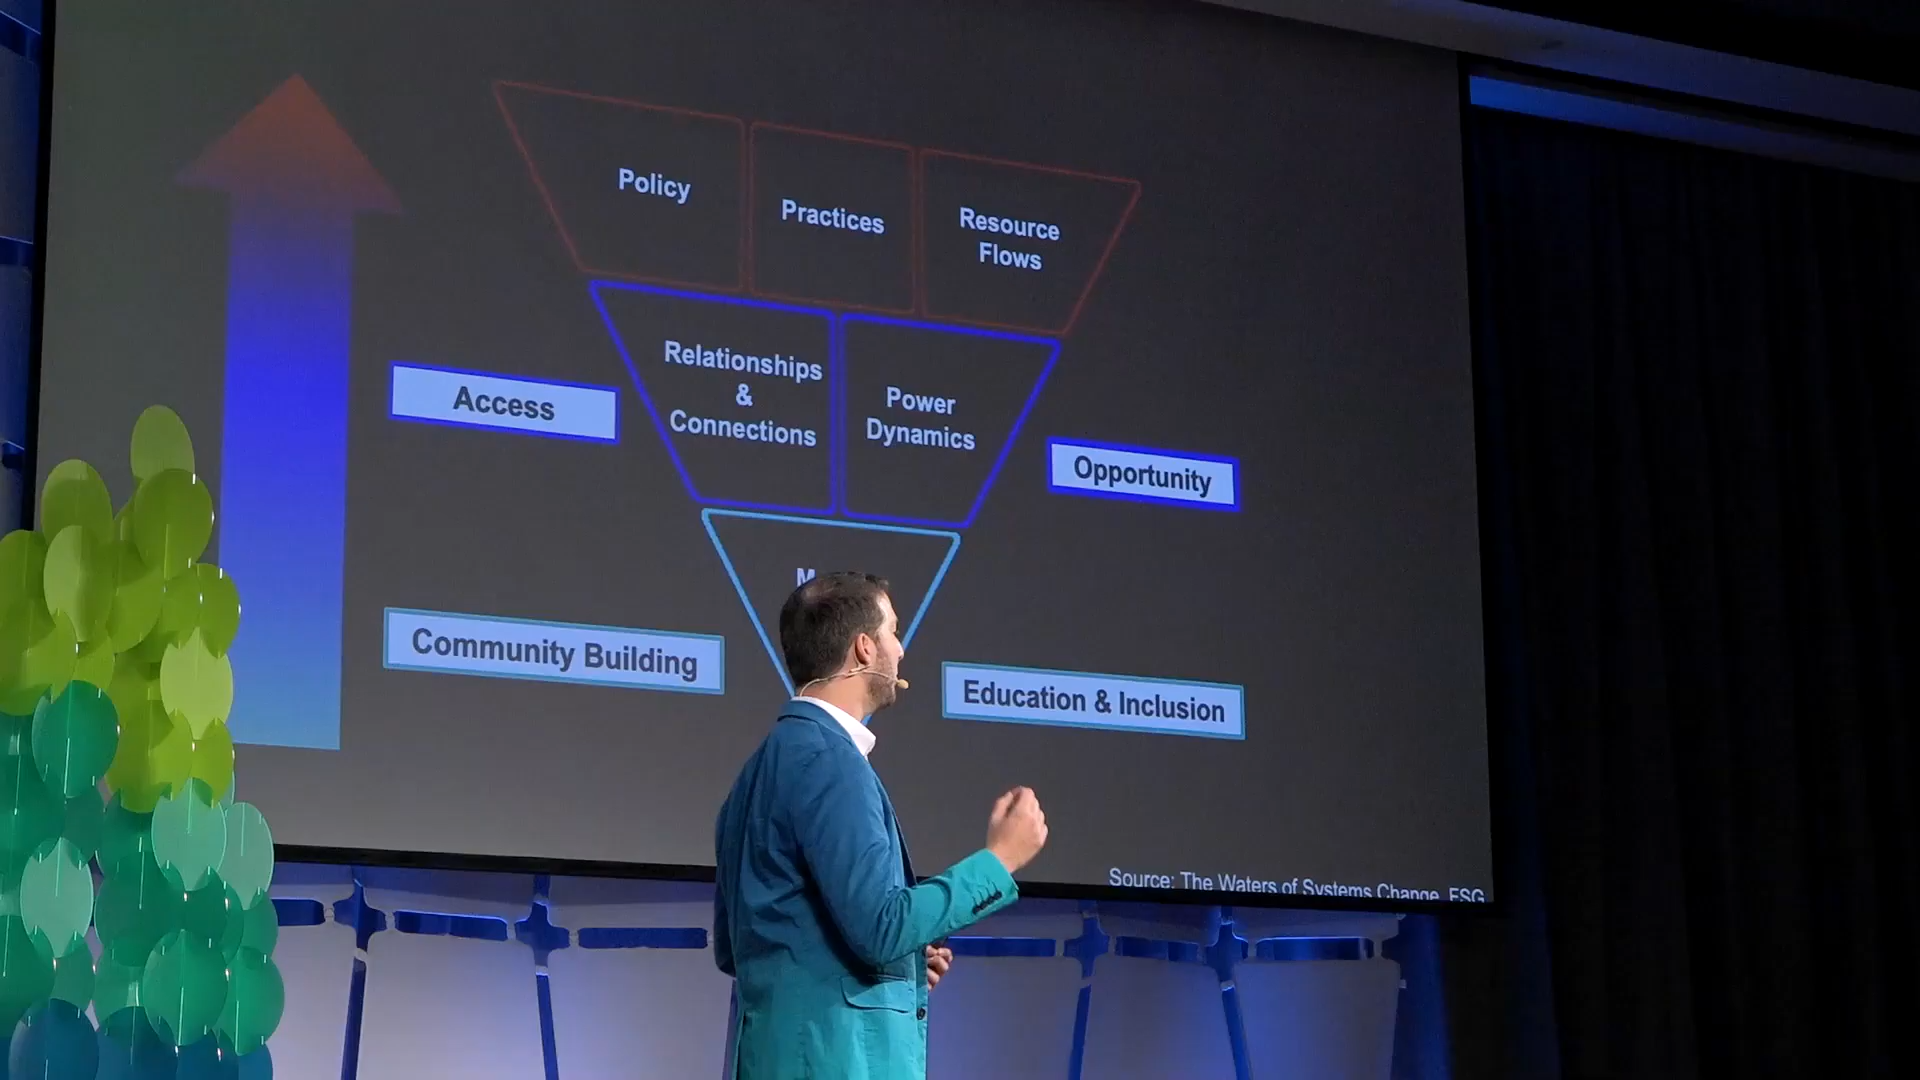 Policy
Practices
Resource
Flows
Relationships
&
Connections
Power
Dynamics
Access
Opportunity
Community Building
Education & Inclusion
Source: The Waters of Systems Change, FSG